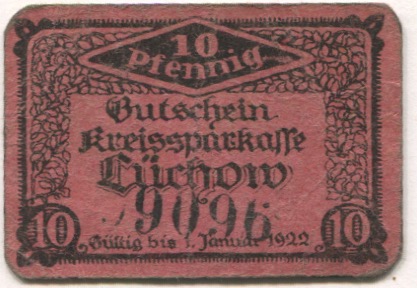 10
Pfennig
Gutschein
Kreissparkasse
Lüchow
9096
10 Gültig bis 1. Januar 1922 10